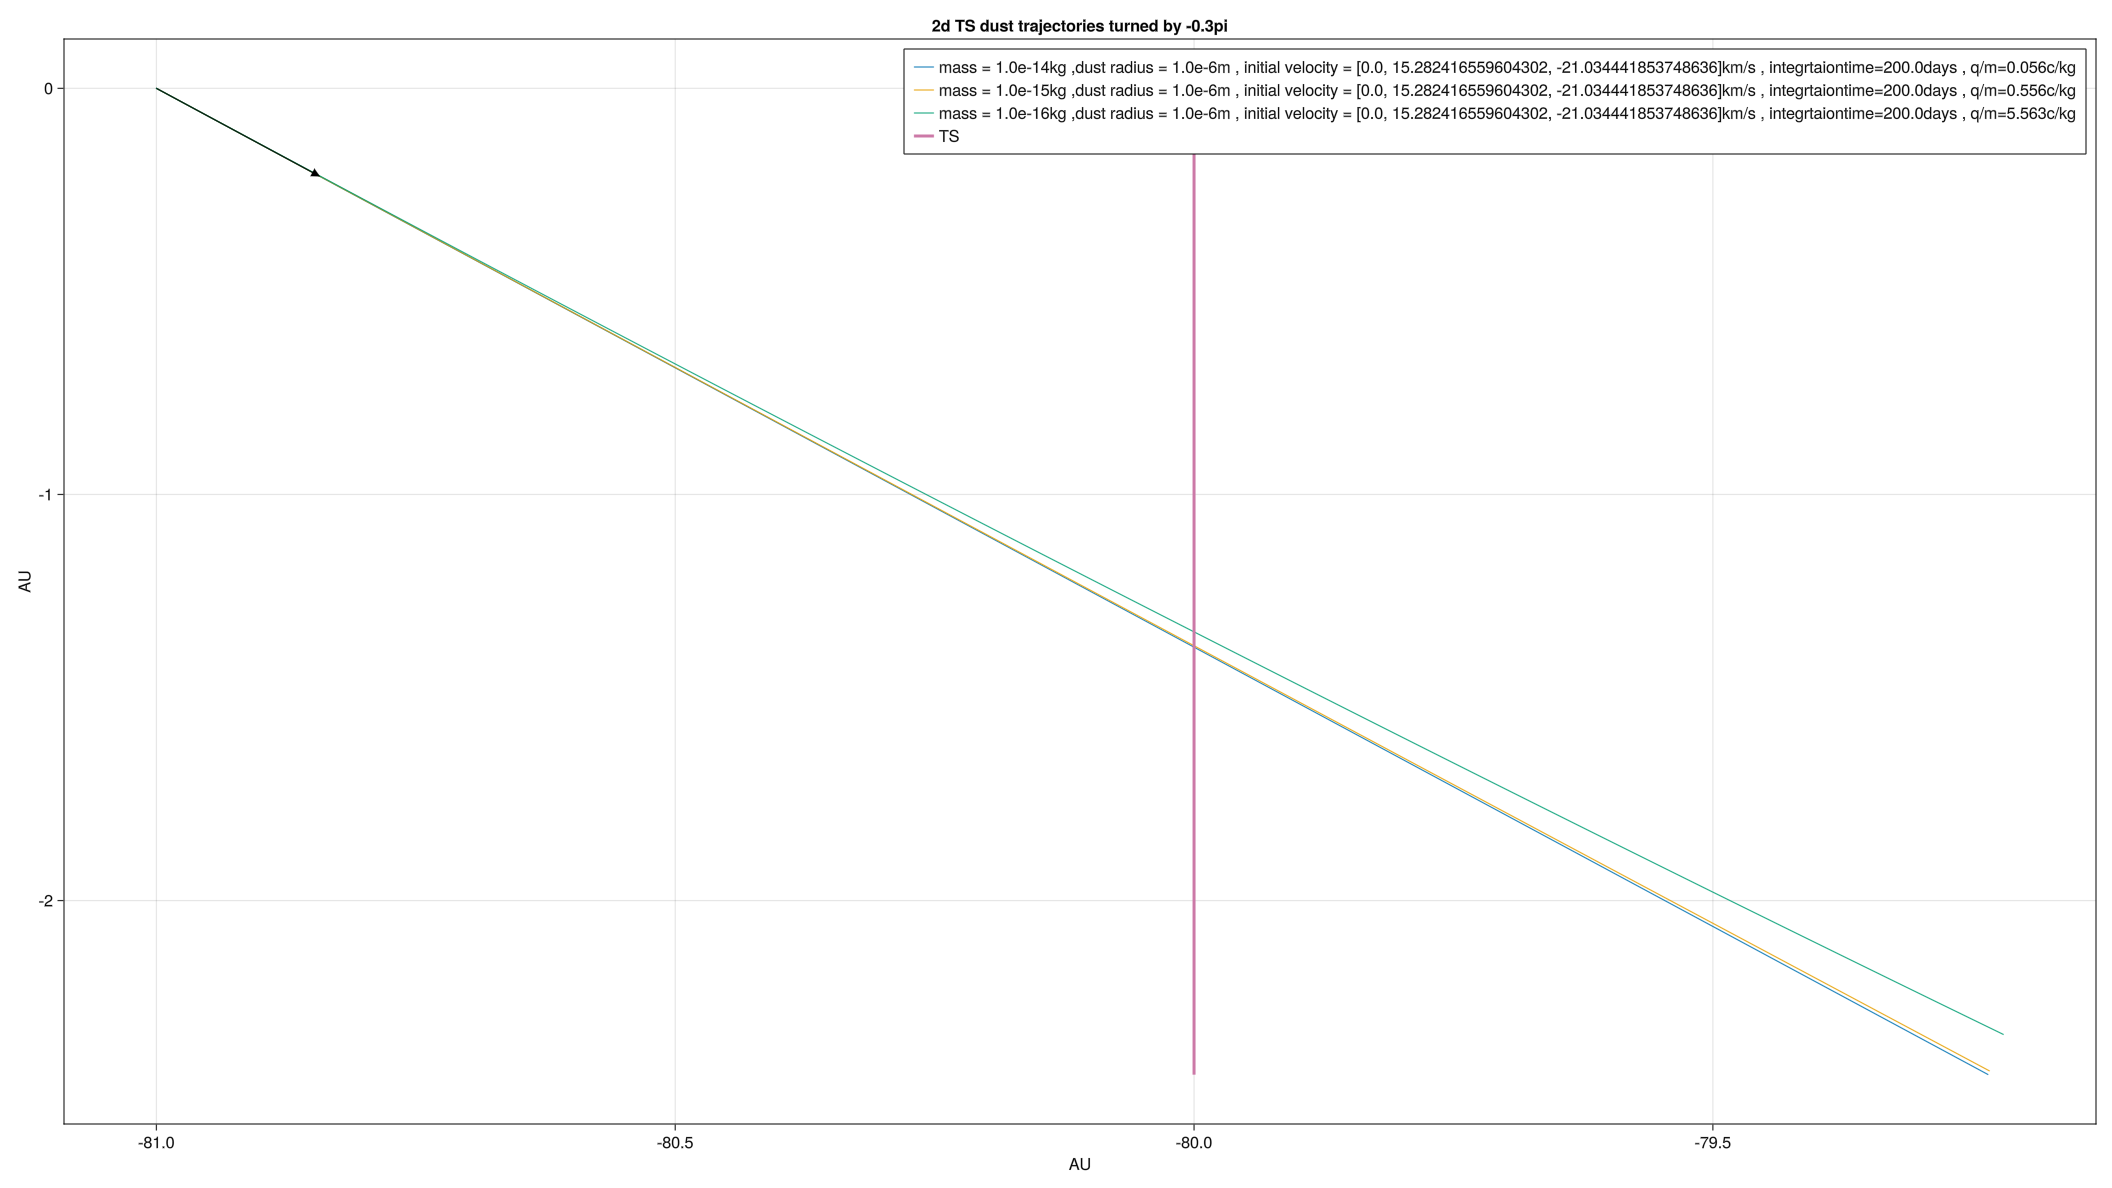 2d TS dust trajectories turned by -0.3pi
mass = 1.0e-14kg ,dust radius = 1.0e-6m , initial velocity = [0.0, 15.282416559604302, -21.034441853748636]km/s , integrtaiontime=200.0days , q/m=0.056c/kg
mass = 1.0e-15kg ,dust radius = 1.0e-6m , initial velocity = [0.0, 15.282416559604302, -21.034441853748636]km/s , integrtaiontime=200.0days , q/m=0.556c/kg
mass = 1.0e-16kg ,dust radius = 1.0e-6m , initial velocity = [0.0, 15.282416559604302, -21.034441853748636]km/s , integrtaiontime=200.0days , q/m=5.563c/kg
TS
0
-1
-2
AU
-81.0 -80.5 -80.0 -79.5
AU